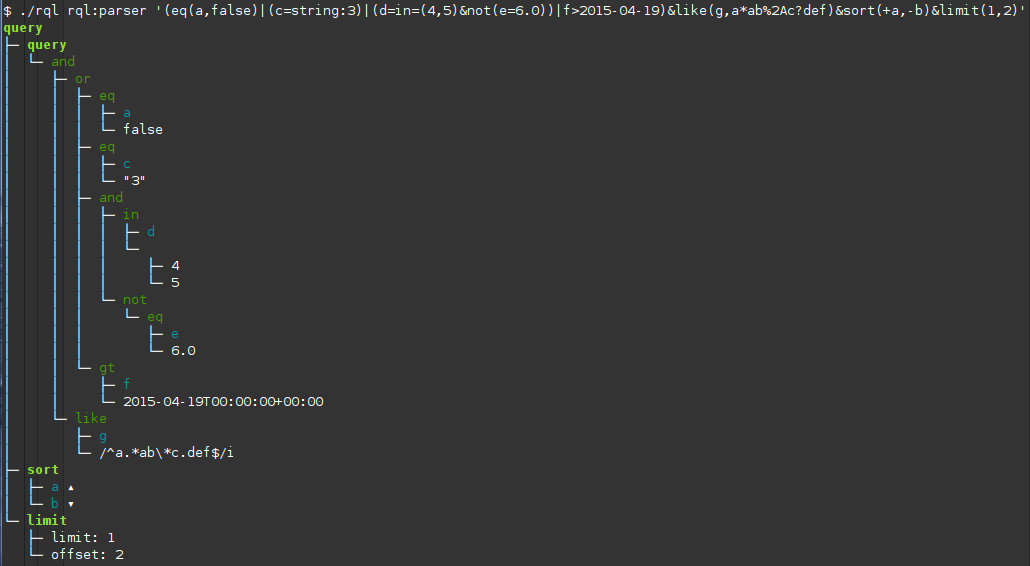 $ ./rql rql:parser '(eq(a,false)|(c=string:3)|(d=in=(4,5)&not(e=6.0))|f>2015-04-19)&like(g,a*ab%2Ac?def)&sort(+a,-b)&limit(1,2)'
query
├─ query
│  └─ and
│     ├─ or
│     │  ├─ eq
│     │  │  ├─ a
│     │  │  └─ false
│     │  ├─ eq
│     │  │  ├─ c
│     │  │  └─ "3"
│     │  ├─ and
│     │  │  ├─ in
│     │  │  │  ├─ d
│     │  │  │  └─
│     │  │  │     ├─ 4
│     │  │  │     └─ 5
│     │  │  └─ not
│     │  │     └─ eq
│     │  │        ├─ e
│     │  │        └─ 6.0
│     │  └─ gt
│     │     ├─ f
│     │     └─ 2015-04-19T00:00:00+00:00
│     └─ like
│        ├─ g
│        └─ /^a.*ab\*c.def$/i
├─ sort
│  ├─ a ▴
│  └─ b ▾
└─ limit
   ├─ limit: 1
   └─ offset: 2